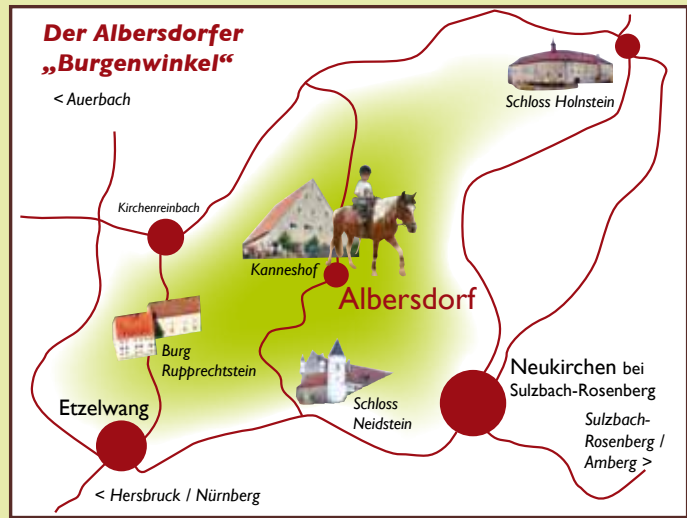 Der Albersdorfer
„Burgenwinkel“
< Auerbach
Schloss Holnstein
Kirchenreinbach
Kanneshof
Albersdorf
Burg
Rupprechtstein
Schloss
Neidstein
Neukirchen bei
Sulzbach-Rosenberg
Etzelwang
Sulzbach-
Rosenberg /
Amberg >
< Hersbruck / Nürnberg